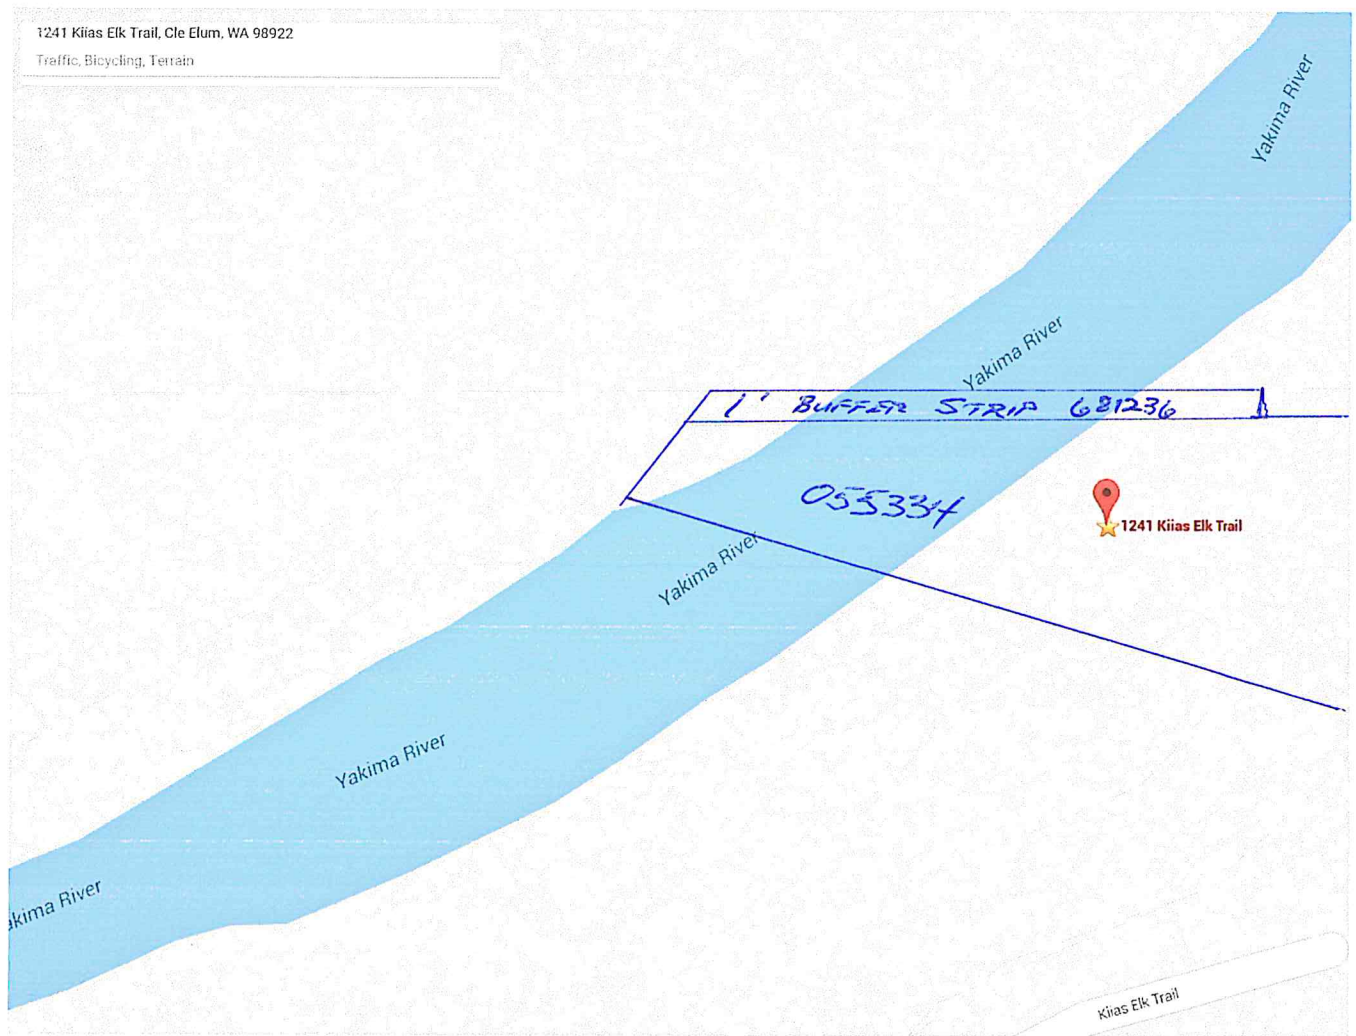 1241 Kiias Elk Trail, Cle Elum, WA 98922
Traffic, Bicycling, Terrain
Yakima River
Yakima River
1' BUFFER STRIP 681236
055334
1241 Kiias Elk Trail
Yakima River
Yakima River
akima River
Kiias Elk Trail